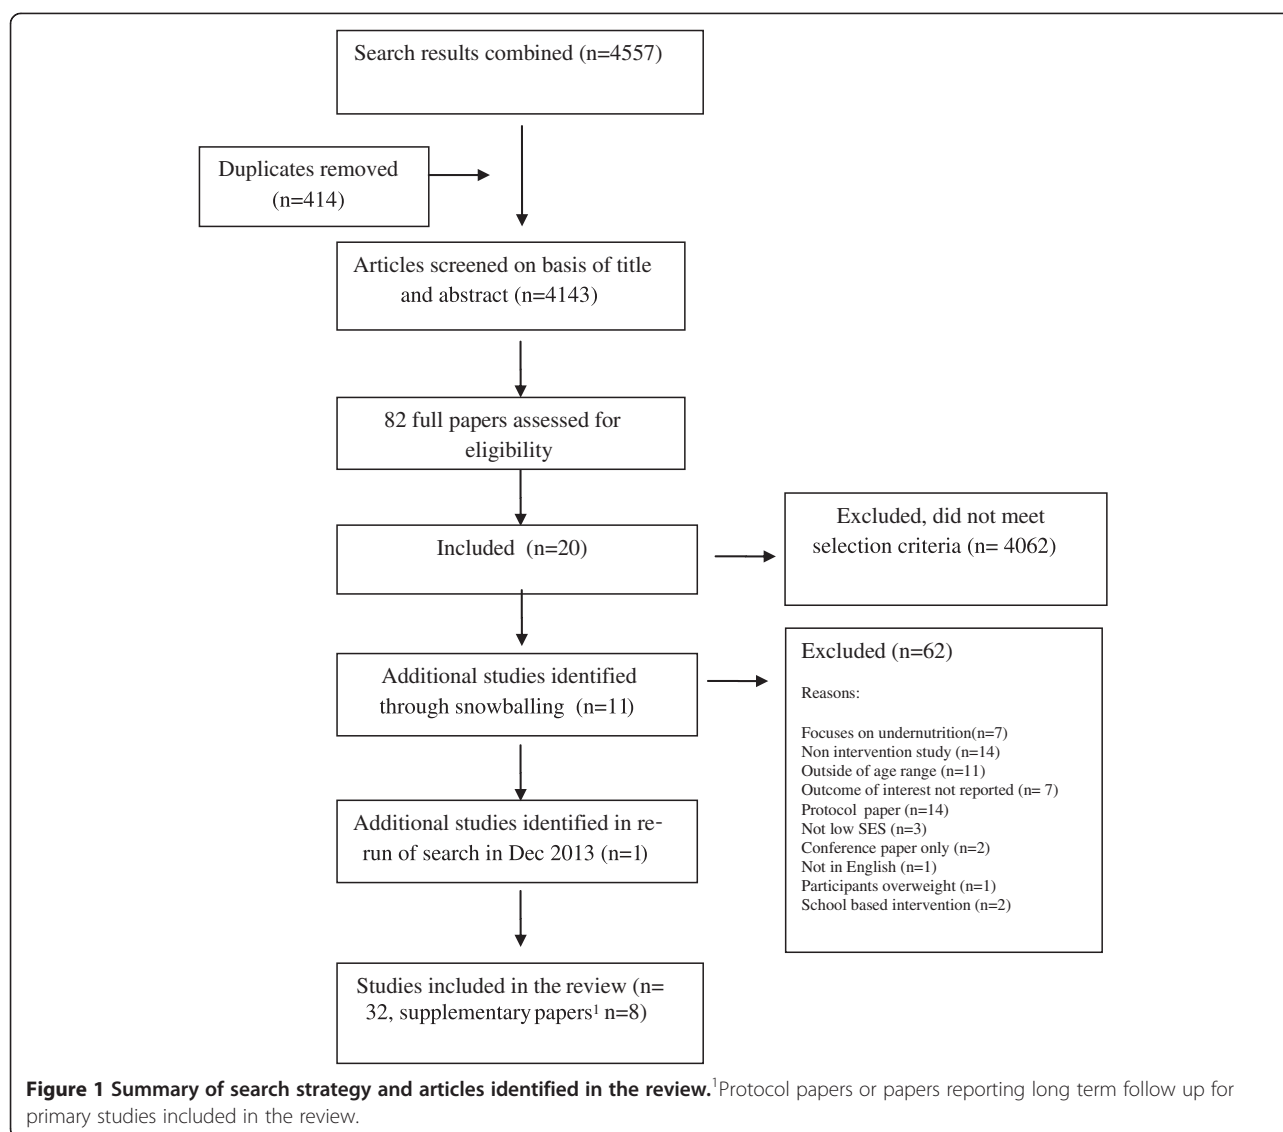 Search results combined (n=4557)
Duplicates removed
(n=414)
Articles screened on basis of title
and abstract (n=4143)
82 full papers assessed for
eligibility
Included (n=20)
Excluded, did not meet
selection criteria (n= 4062)
Additional studies identified
through snowballing (n=11)
Excluded (n=62)
Reasons:
Focuses on undernutrition(n=7)
Non intervention study (n=14)
Outside of age range (n=11)
Outcome of interest not reported (n= 7)
Protocol paper (n=14)
Not low SES (n=3)
Conference paper only (n=2)
Not in English (n=1)
Participants overweight (n=1)
School based intervention (n=2)
Additional studies identified in re-
run of search in Dec 2013 (n=1)
Studies included in the review (n=
32, supplementary papers¹ n=8)
Figure 1 Summary of search strategy and articles identified in the review. ¹Protocol papers or papers reporting long term follow up for
primary studies included in the review.